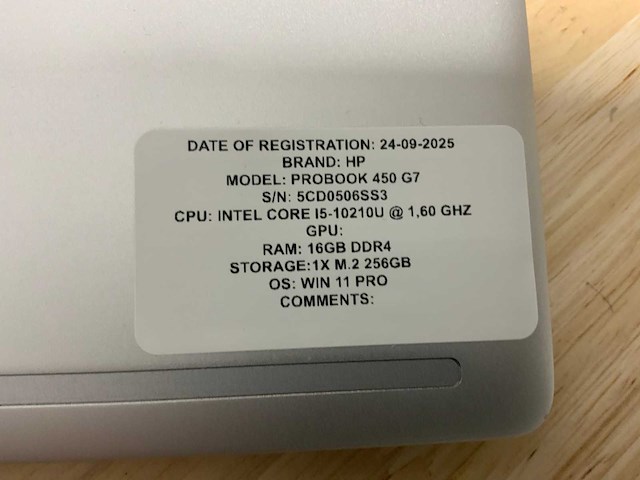 DATE OF REGISTRATION: 24-09-2025
BRAND: HP
MODEL: PROBOOK 450 G7
S/N: 5CD0506SS3
CPU: INTEL CORE I5-10210U @ 1,60 GHZ
GPU:
RAM: 16GB DDR4
STORAGE:1X M.2 256GB
OS: WIN 11 PRO
COMMENTS: